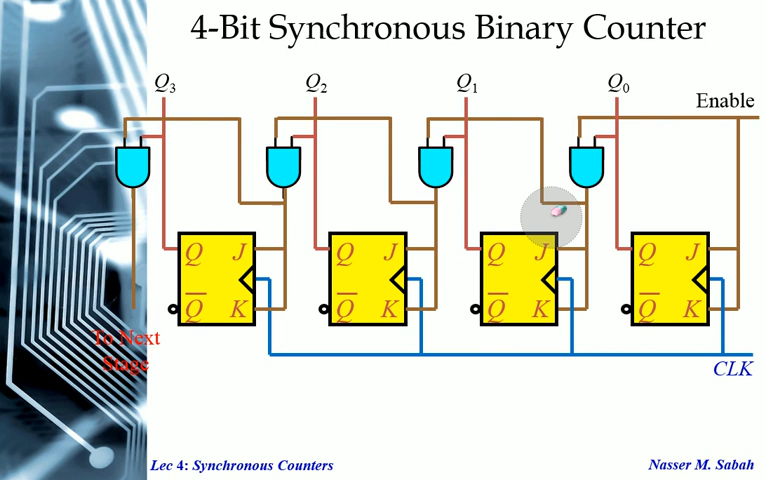 4-Bit Synchronous Binary Counter
Q3 Q2 Q1 Q0
Enable
Q J Q J Q J Q J
Q̅ K Q̅ K Q̅ K Q̅ K
To Next
Stage
CLK
Lec 4: Synchronous Counters
Nasser M. Sabah